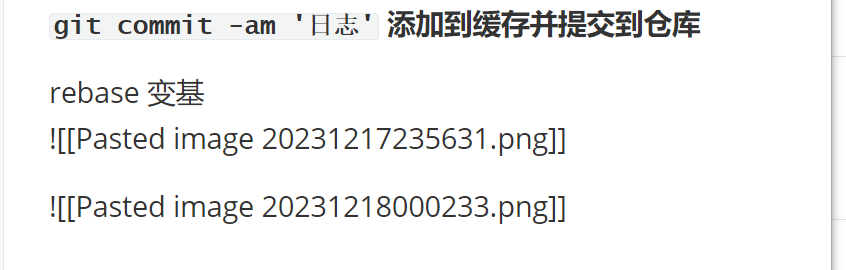 git commit -am '日志' 添加到缓存并提交到仓库
rebase 变基
![[Pasted image 20231217235631.png]]
![[Pasted image 20231218000233.png]]